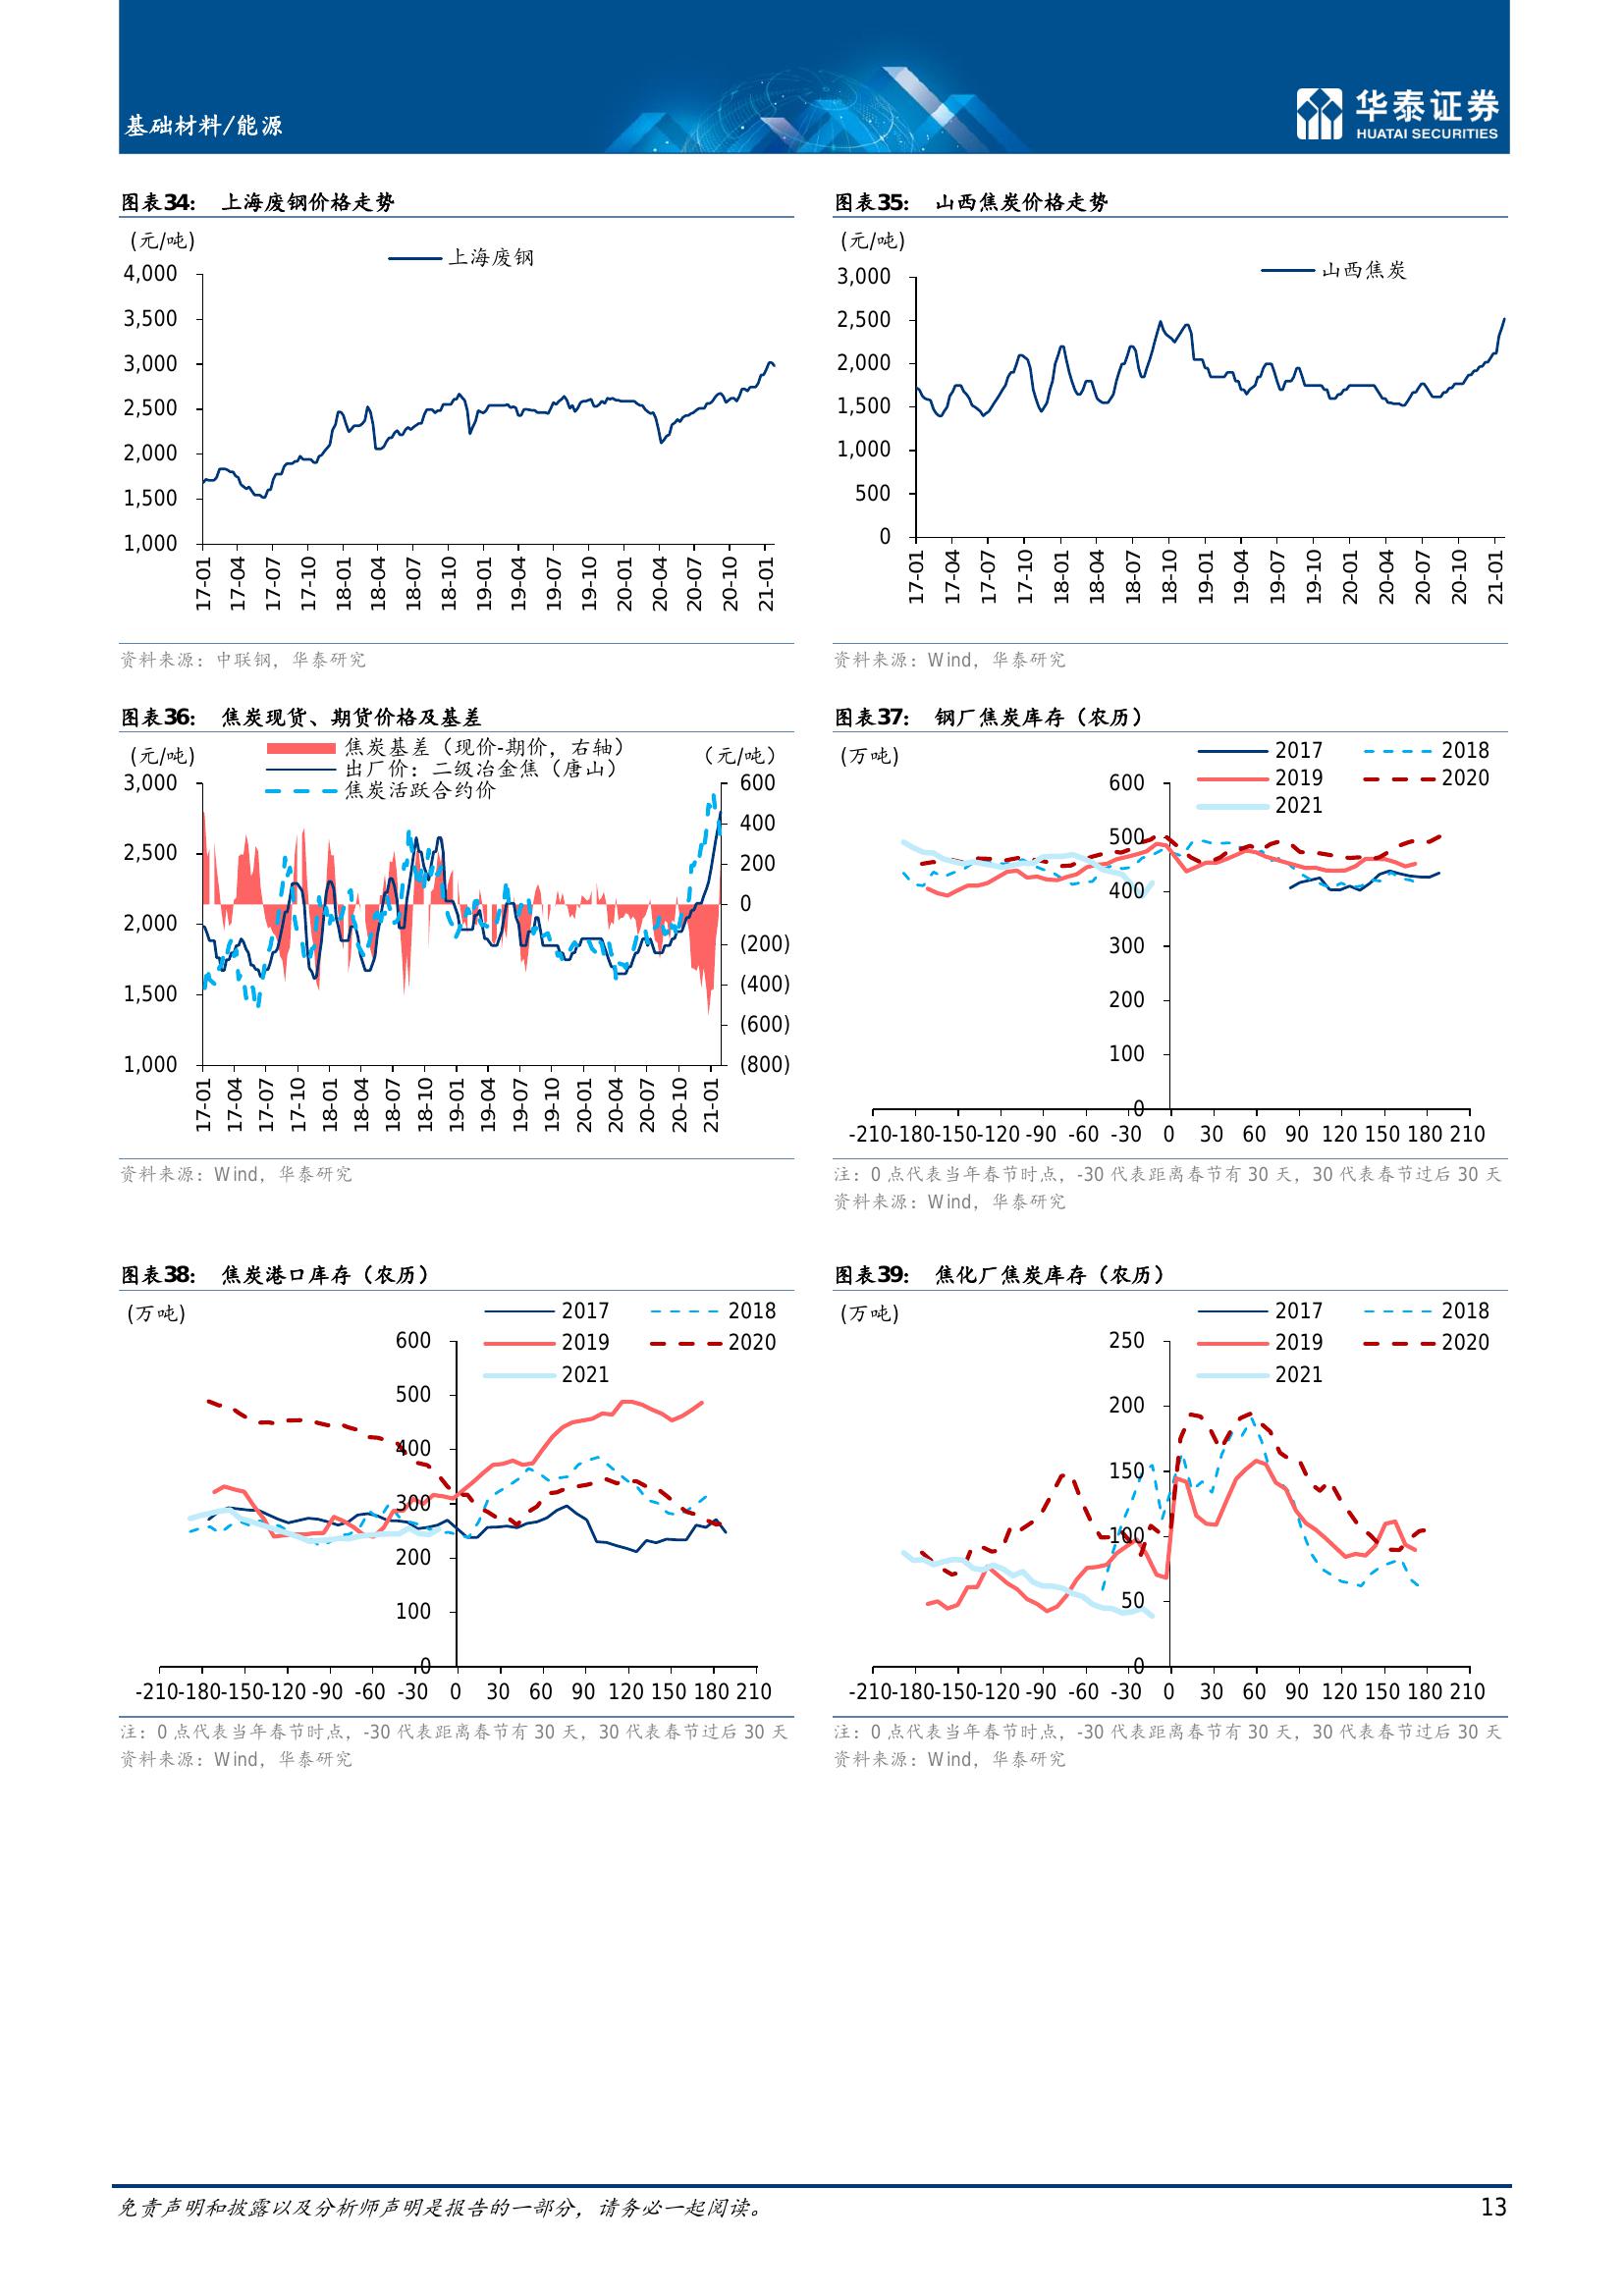 基础材料/能源
华泰证券
HUATAI SECURITIES
图表34: 上海废钢价格走势
(元/吨)
上海废钢
4,000
3,500
3,000
2,500
2,000
1,500
1,000
17-01 17-04 17-07 17-10 18-01 18-04 18-07 18-10 19-01 19-04 19-07 19-10 20-01 20-04 20-07 20-10 21-01
资料来源：中联钢，华泰研究
图表35: 山西焦炭价格走势
(元/吨)
山西焦炭
3,000
2,500
2,000
1,500
1,000
500
0
17-01 17-04 17-07 17-10 18-01 18-04 18-07 18-10 19-01 19-04 19-07 19-10 20-01 20-04 20-07 20-10 21-01
资料来源：Wind，华泰研究
图表36: 焦炭现货、期货价格及基差
(元/吨)
(元/吨)
焦炭基差（现价-期价，右轴）
出厂价：二级冶金焦（唐山）
焦炭活跃合约价
3,000
2,500
2,000
1,500
1,000
600
400
200
0
(200)
(400)
(600)
(800)
17-01 17-04 17-07 17-10 18-01 18-04 18-07 18-10 19-01 19-04 19-07 19-10 20-01 20-04 20-07 20-10 21-01
资料来源：Wind，华泰研究
图表37: 钢厂焦炭库存（农历）
(万吨)
2017 2018
2019 2020
2021
600
500
400
300
200
100
0
-210 -180 -150 -120 -90 -60 -30 0 30 60 90 120 150 180 210
注：0 点代表当年春节时点，-30 代表距离春节有 30 天，30 代表春节过后 30 天
资料来源：Wind，华泰研究
图表38: 焦炭港口库存（农历）
(万吨)
2017 2018
2019 2020
2021
600
500
400
300
200
100
0
-210 -180 -150 -120 -90 -60 -30 0 30 60 90 120 150 180 210
注：0 点代表当年春节时点，-30 代表距离春节有 30 天，30 代表春节过后 30 天
资料来源：Wind，华泰研究
图表39: 焦化厂焦炭库存（农历）
(万吨)
2017 2018
2019 2020
2021
250
200
150
100
50
0
-210 -180 -150 -120 -90 -60 -30 0 30 60 90 120 150 180 210
注：0 点代表当年春节时点，-30 代表距离春节有 30 天，30 代表春节过后 30 天
资料来源：Wind，华泰研究
免责声明和披露以及分析师声明是报告的一部分，请务必一起阅读。
13